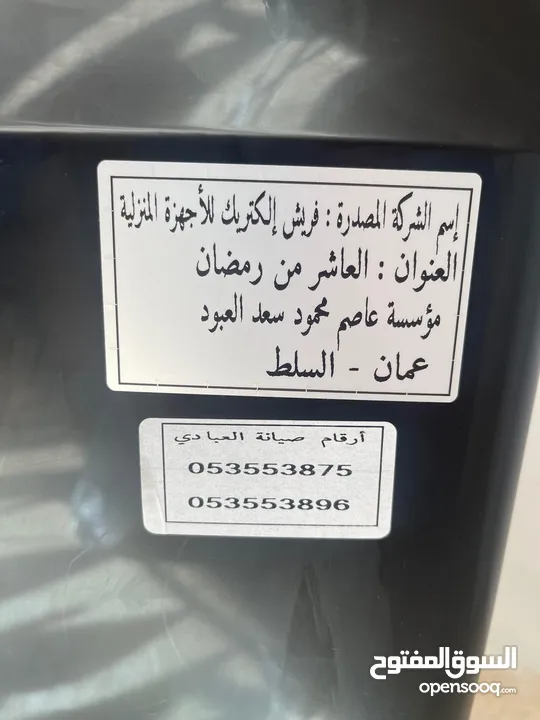 إسم الشركة المصدرة : فريش إلكتريك للأجهزة المنزلية
العنوان : العاشر من رمضان
مؤسسة عاصم محمود سعد العبود
عمان - السلط
أرقام صيانة العبادي
053553875
053553896
السوق المفتوح
opensooq.com